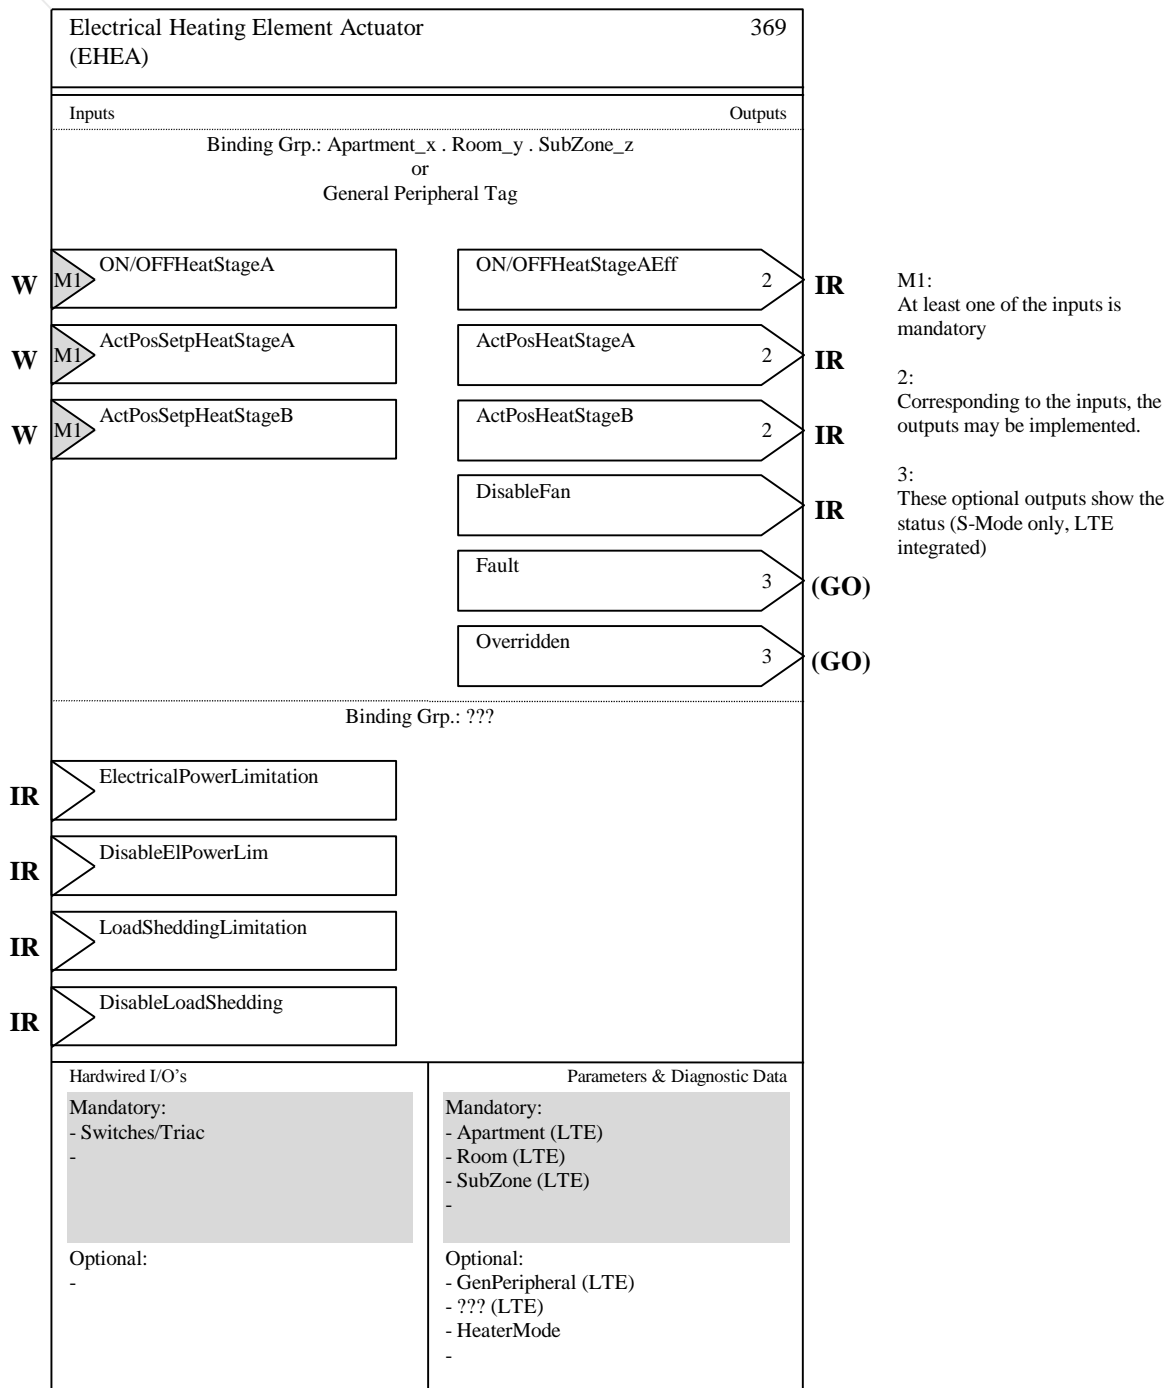 Electrical Heating Element Actuator 369
(EHEA)
Inputs Outputs
Binding Grp.: Apartment_x . Room_y . SubZone_z
or
General Peripheral Tag
W M1 ON/OFFHeatStageA
ON/OFFHeatStageAEff 2 IR
W M1 ActPosSetpHeatStageA
ActPosHeatStageA 2 IR
W M1 ActPosSetpHeatStageB
ActPosHeatStageB 2 IR
DisableFan IR
Fault 3 (GO)
Overridden 3 (GO)
M1:
At least one of the inputs is
mandatory
2:
Corresponding to the inputs, the
outputs may be implemented.
3:
These optional outputs show the
status (S-Mode only, LTE
integrated)
Binding Grp.: ???
IR ElectricalPowerLimitation
IR DisableElPowerLim
IR LoadSheddingLimitation
IR DisableLoadShedding
Hardwired I/O's
Mandatory:
- Switches/Triac
-
Optional:
-
Parameters & Diagnostic Data
Mandatory:
- Apartment (LTE)
- Room (LTE)
- SubZone (LTE)
-
Optional:
- GenPeripheral (LTE)
- ??? (LTE)
- HeaterMode
-